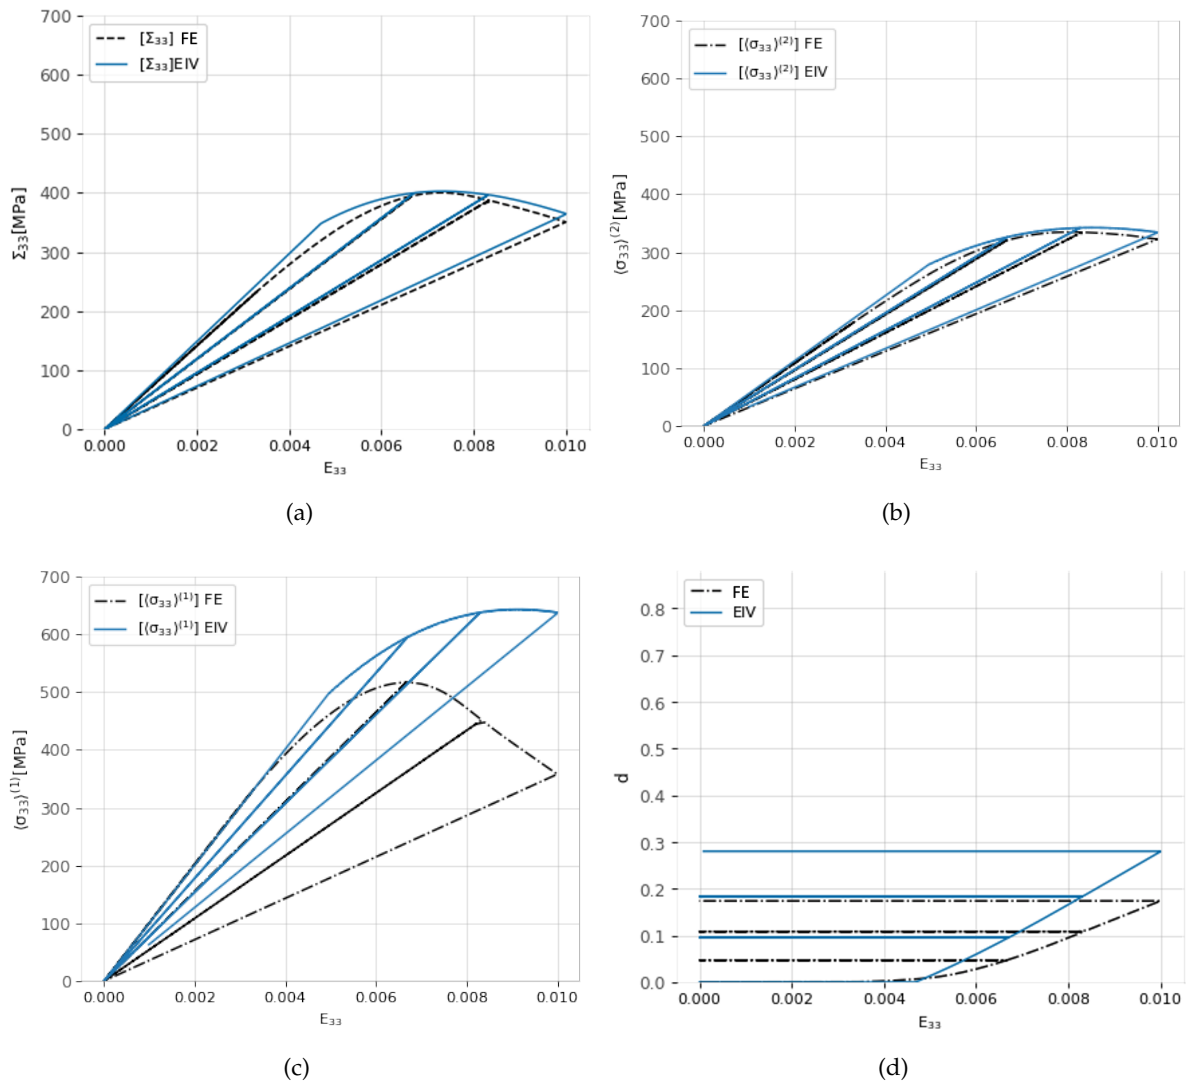 700
600
500
400
300
200
100
0
Σ₃₃[MPa]
[Σ₃₃] FE
[Σ₃₃]EIV
0.000 0.002 0.004 0.006 0.008 0.010
E₃₃
(a)
700
600
500
400
300
200
100
0
⟨σ₃₃⟩⁽²⁾[MPa]
[⟨σ₃₃⟩⁽²⁾] FE
[⟨σ₃₃⟩⁽²⁾] EIV
0.000 0.002 0.004 0.006 0.008 0.010
E₃₃
(b)
700
600
500
400
300
200
100
0
⟨σ₃₃⟩⁽¹⁾[MPa]
[⟨σ₃₃⟩⁽¹⁾] FE
[⟨σ₃₃⟩⁽¹⁾] EIV
0.000 0.002 0.004 0.006 0.008 0.010
E₃₃
(c)
0.8
0.7
0.6
0.5
0.4
0.3
0.2
0.1
0.0
d
FE
EIV
0.000 0.002 0.004 0.006 0.008 0.010
E₃₃
(d)